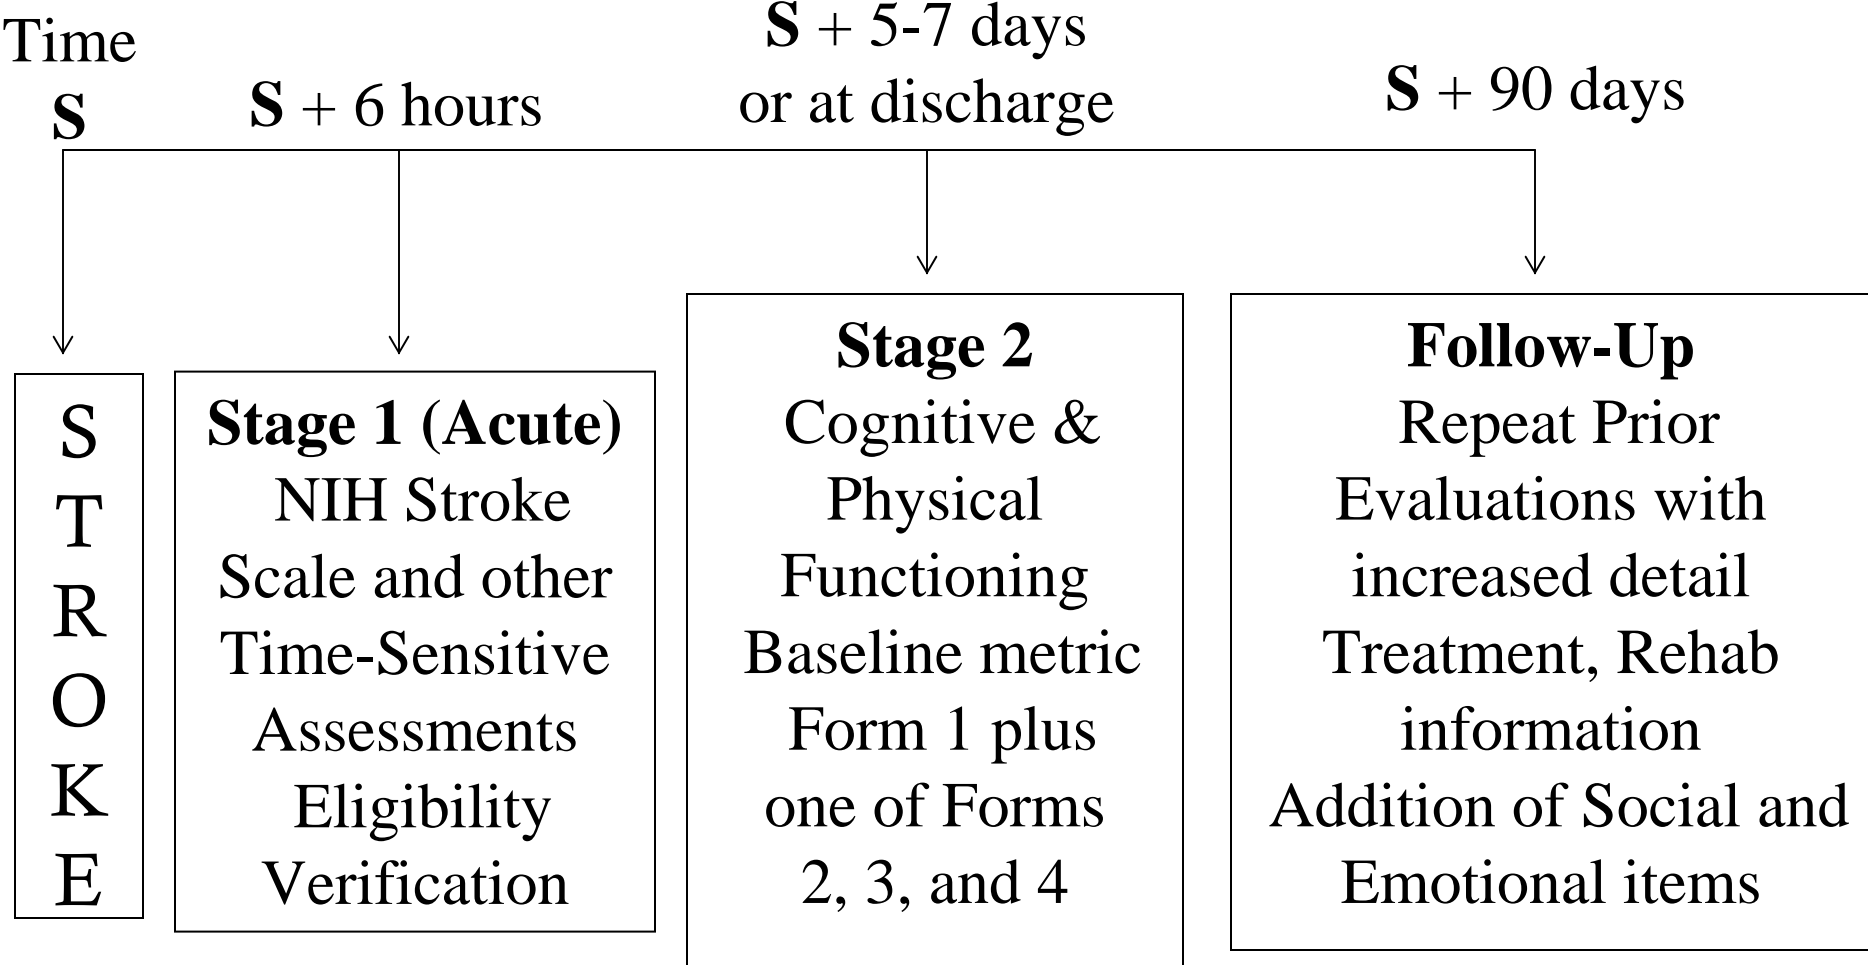 Time
S
S + 6 hours
S + 5-7 days
or at discharge
S + 90 days
S
T
R
O
K
E
Stage 1 (Acute)
NIH Stroke
Scale and other
Time-Sensitive
Assessments
Eligibility
Verification
Stage 2
Cognitive &
Physical
Functioning
Baseline metric
Form 1 plus
one of Forms
2, 3, and 4
Follow-Up
Repeat Prior
Evaluations with
increased detail
Treatment, Rehab
information
Addition of Social and
Emotional items